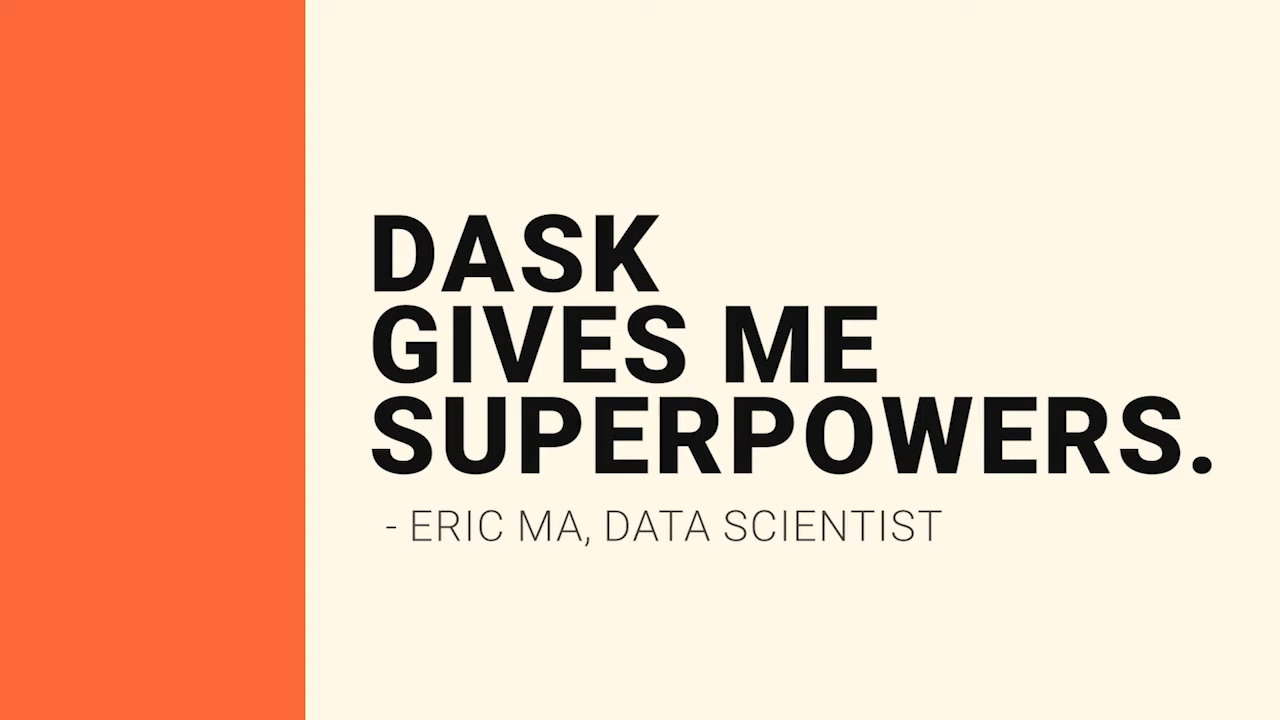 DASK
GIVES ME
SUPERPOWERS.
- ERIC MA, DATA SCIENTIST